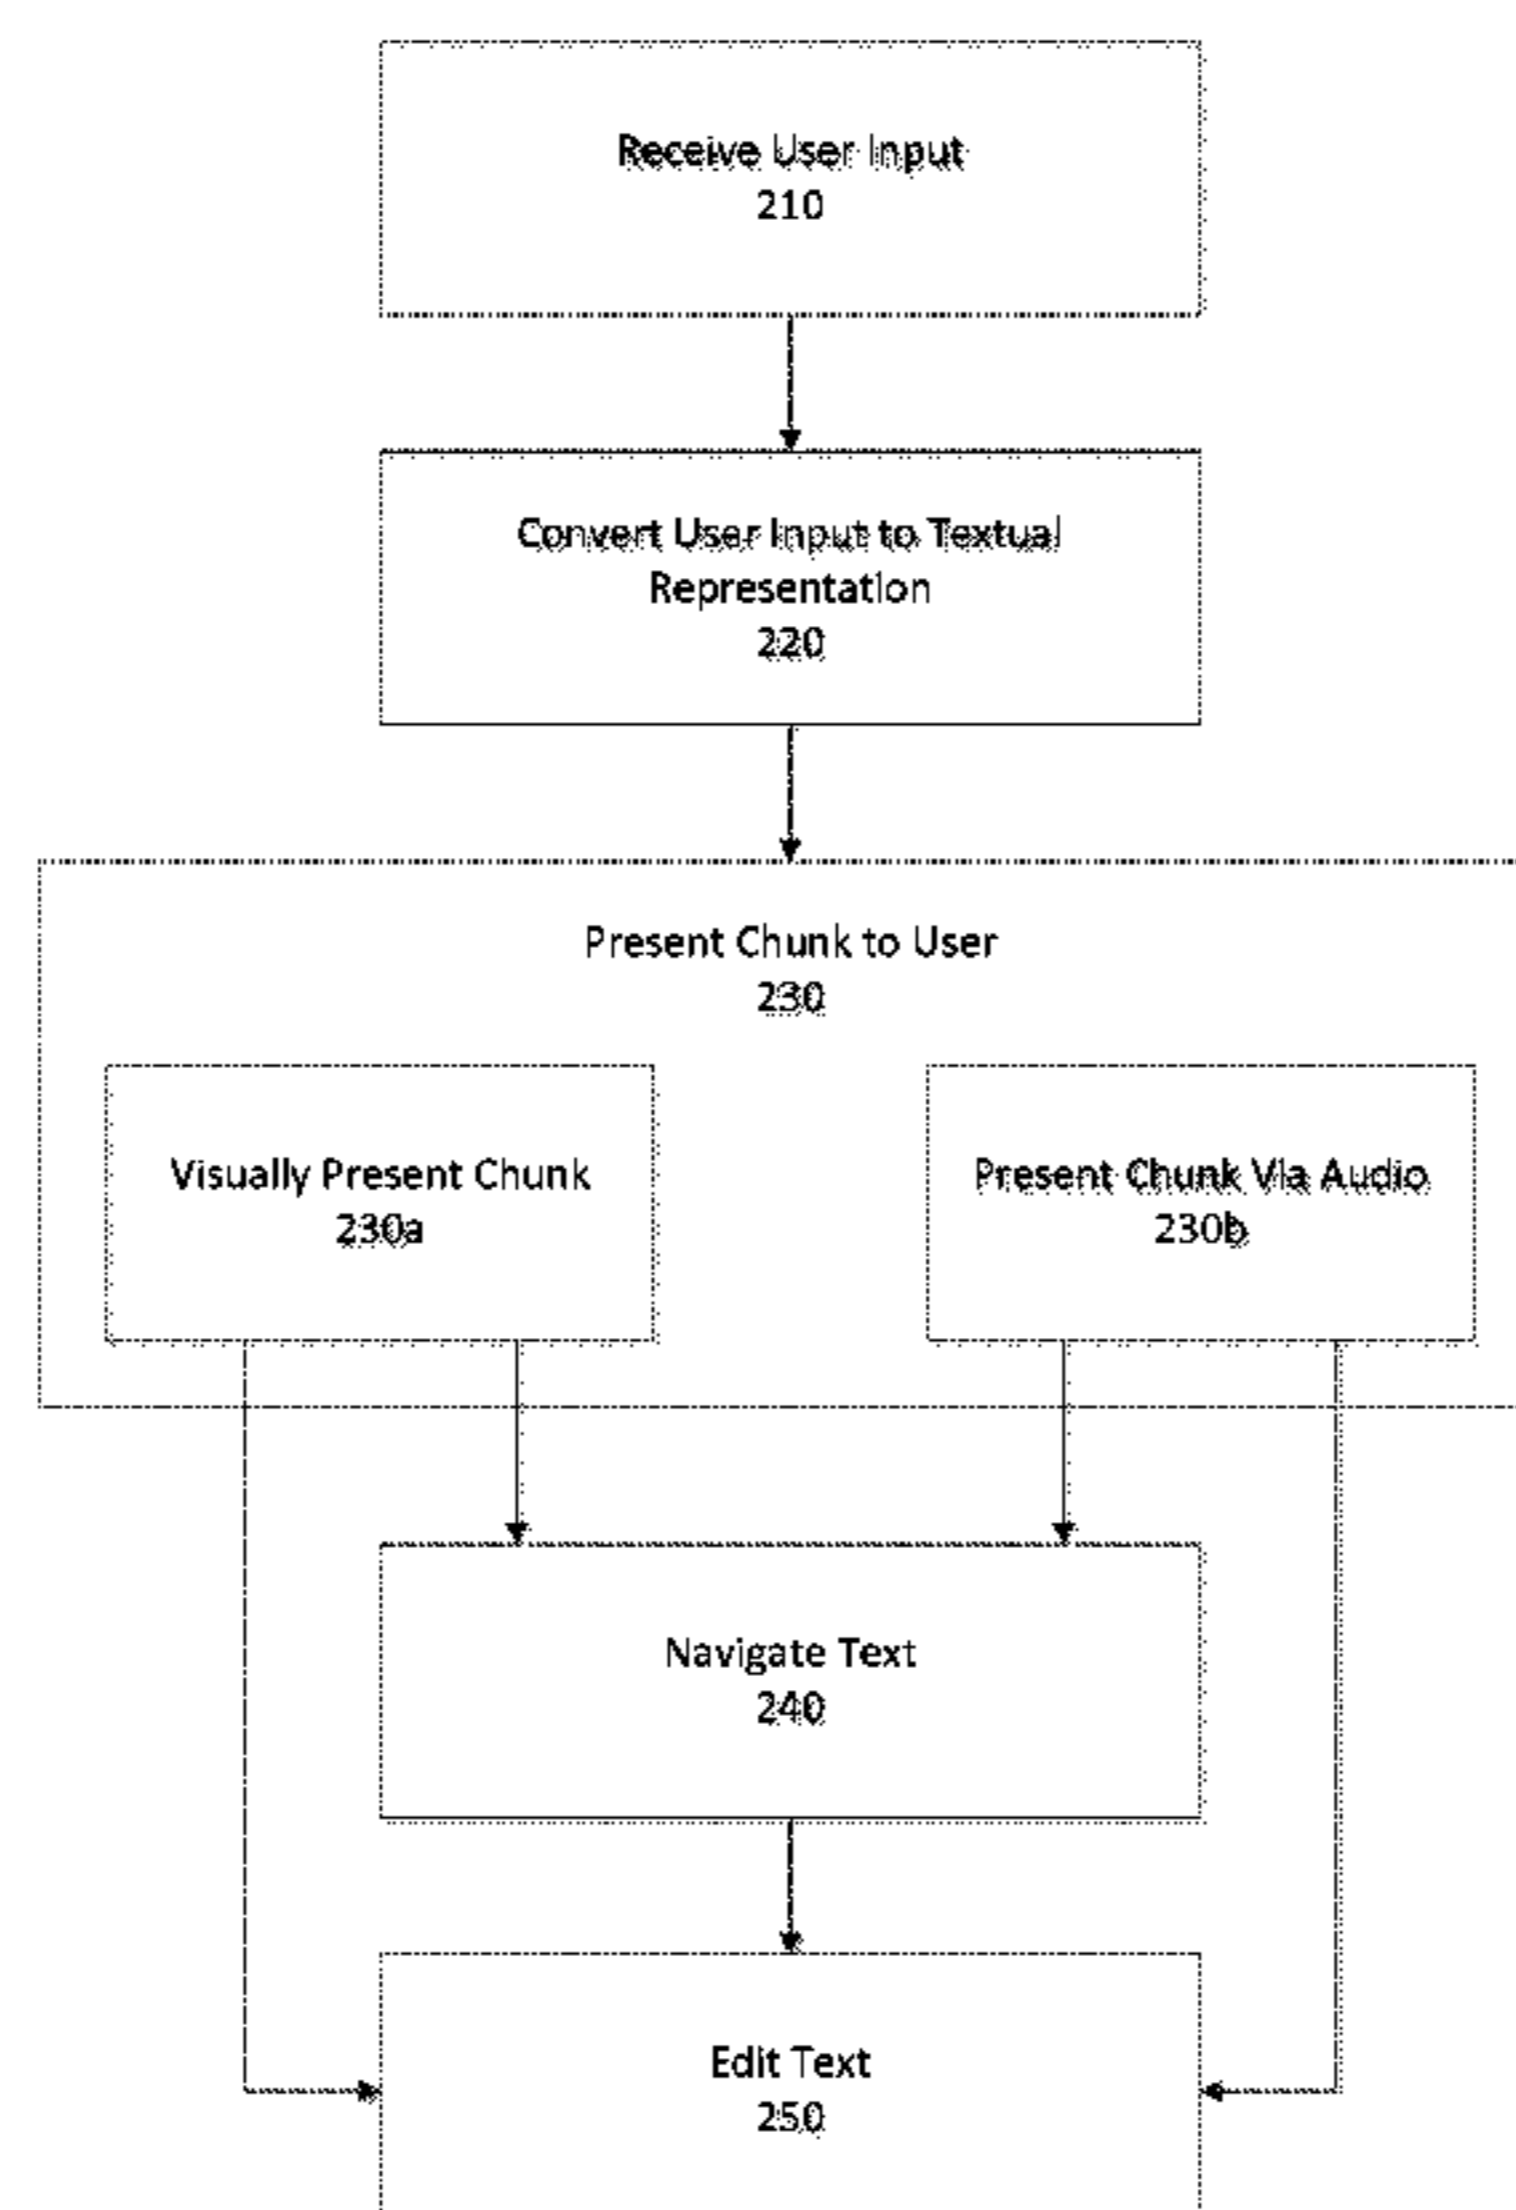 Receive User Input
210
Convert User Input to Textual
Representation
220
Present Chunk to User
230
Visually Present Chunk
230a
Present Chunk Via Audio
230b
Navigate Text
240
Edit Text
250